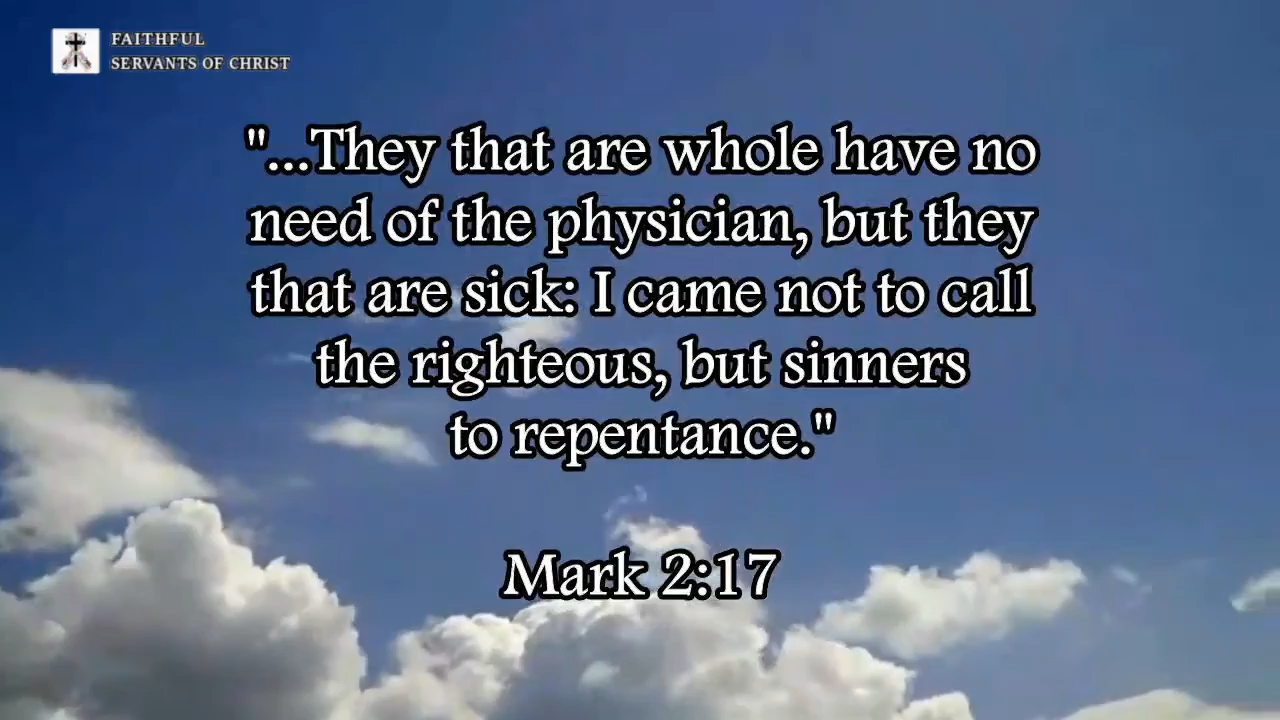 FAITHFUL
SERVANTS OF CHRIST
"...They that are whole have no
need of the physician, but they
that are sick: I came not to call
the righteous, but sinners
to repentance."
Mark 2:17